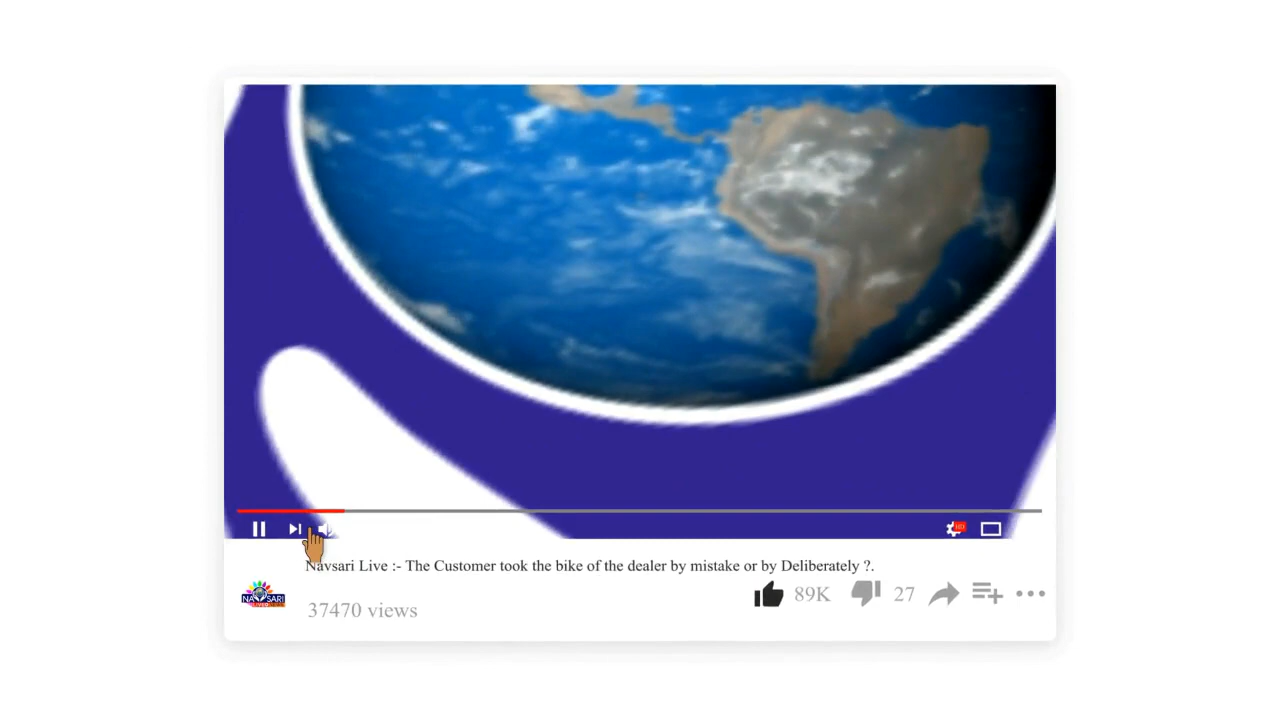 HD
Navsari Live :- The Customer took the bike of the dealer by mistake or by Deliberately ?.
NAVSARI
89K
27
37470 views